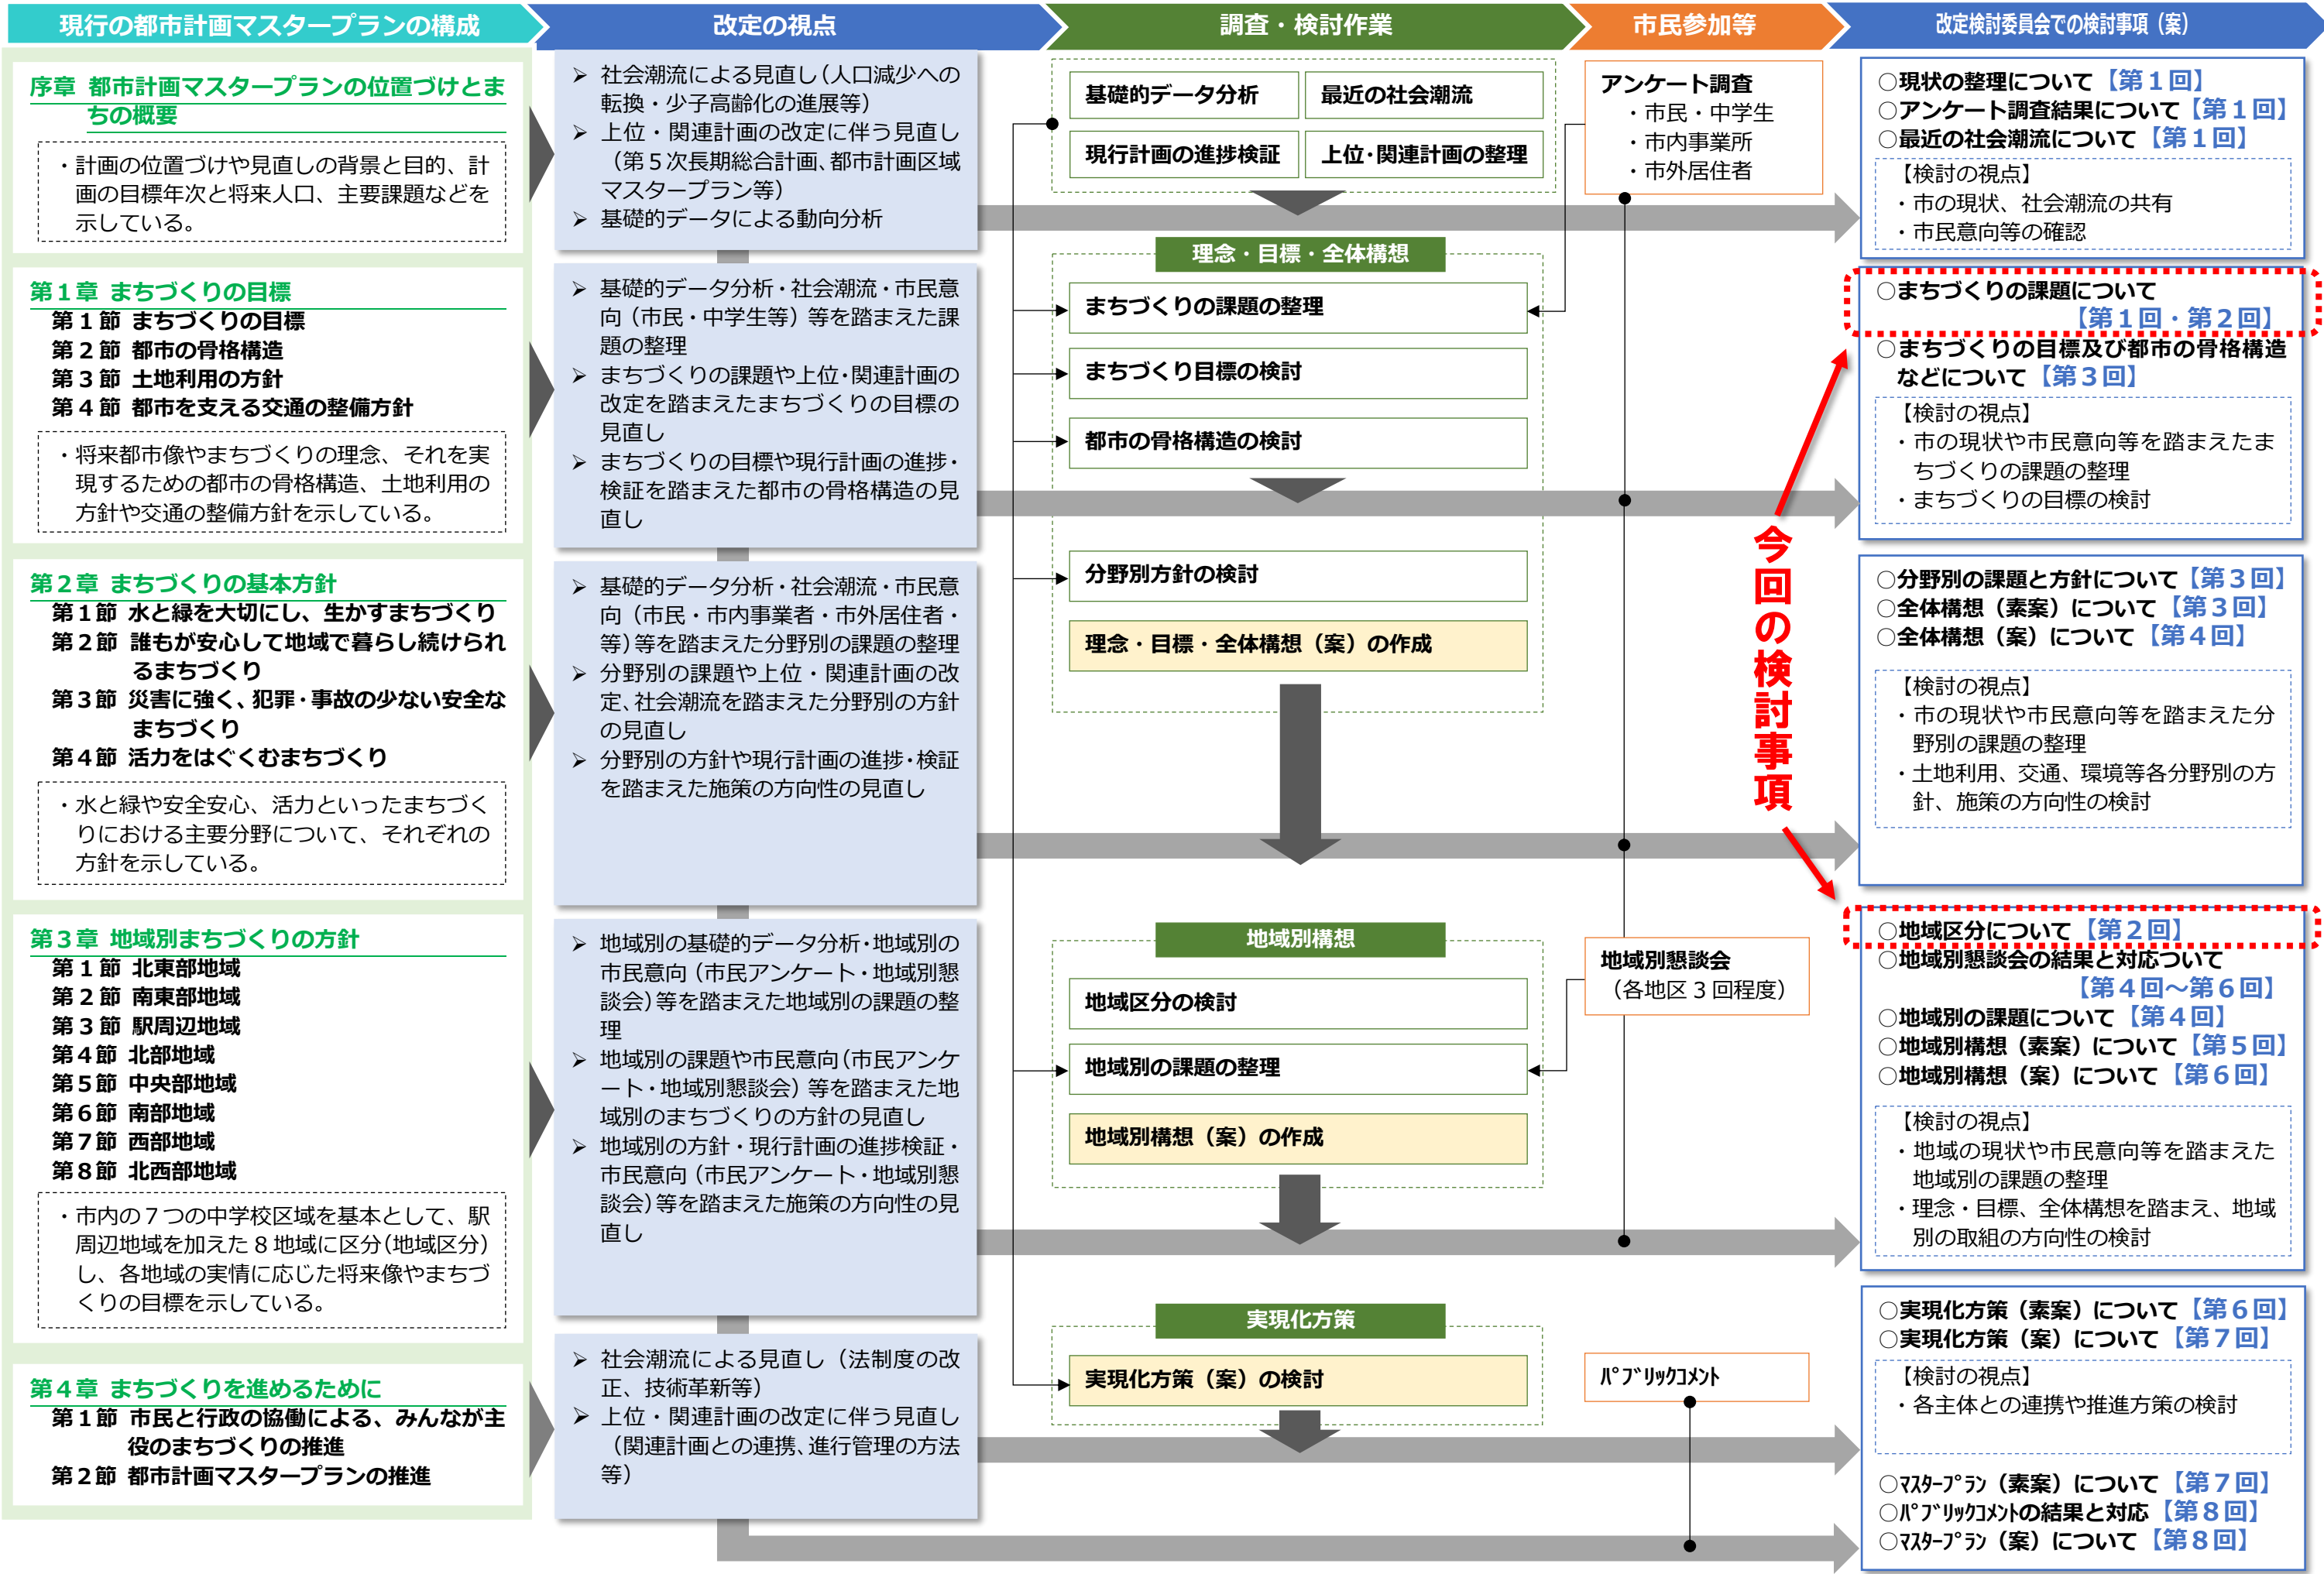 現行の都市計画マスタープランの構成
改定の視点
調査・検討作業
市民参加等
改定検討委員会での検討事項（案）
序章 都市計画マスタープランの位置づけとま
ちの概要
・計画の位置づけや見直しの背景と目的、計
画の目標年次と将来人口、主要課題などを
示している。
第１章 まちづくりの目標
第１節 まちづくりの目標
第２節 都市の骨格構造
第３節 土地利用の方針
第４節 都市を支える交通の整備方針
・将来都市像やまちづくりの理念、それを実
現するための都市の骨格構造、土地利用の
方針や交通の整備方針を示している。
第２章 まちづくりの基本方針
第１節 水と緑を大切にし、生かすまちづくり
第２節 誰もが安心して地域で暮らし続けられ
るまちづくり
第３節 災害に強く、犯罪・事故の少ない安全な
まちづくり
第４節 活力をはぐくむまちづくり
・水と緑や安全安心、活力といったまちづく
りにおける主要分野について、それぞれの
方針を示している。
第３章 地域別まちづくりの方針
第１節 北東部地域
第２節 南東部地域
第３節 駅周辺地域
第４節 北部地域
第５節 中央部地域
第６節 南部地域
第７節 西部地域
第８節 北西部地域
・市内の７つの中学校区域を基本として、駅
周辺地域を加えた８地域に区分（地域区分）
し、各地域の実情に応じた将来像やまちづ
くりの目標を示している。
第４章 まちづくりを進めるために
第１節 市民と行政の協働による、みんなが主
役のまちづくりの推進
第２節 都市計画マスタープランの推進
➢ 社会潮流による見直し（人口減少への
転換・少子高齢化の進展等）
➢ 上位・関連計画の改定に伴う見直し
（第５次長期総合計画、都市計画区域
マスタープラン等）
➢ 基礎的データによる動向分析
➢ 基礎的データ分析・社会潮流・市民意
向（市民・中学生等）等を踏まえた課
題の整理
➢ まちづくりの課題や上位・関連計画の
改定を踏まえたまちづくりの目標の
見直し
➢ まちづくりの目標や現行計画の進捗・
検証を踏まえた都市の骨格構造の見
直し
➢ 基礎的データ分析・社会潮流・市民意
向（市民・市内事業者・市外居住者・
等）等を踏まえた分野別の課題の整理
➢ 分野別の課題や上位・関連計画の改
定、社会潮流を踏まえた分野別の方針
の見直し
➢ 分野別の方針や現行計画の進捗・検証
を踏まえた施策の方向性の見直し
➢ 地域別の基礎的データ分析・地域別の
市民意向（市民アンケート・地域別懇
談会）等を踏まえた地域別の課題の整
理
➢ 地域別の課題や市民意向（市民アンケ
ート・地域別懇談会）等を踏まえた地
域別のまちづくりの方針の見直し
➢ 地域別の方針・現行計画の進捗検証・
市民意向（市民アンケート・地域別懇
談会）等を踏まえた施策の方向性の見
直し
➢ 社会潮流による見直し（法制度の改
正、技術革新等）
➢ 上位・関連計画の改定に伴う見直し
（関連計画との連携、進行管理の方法
等）
基礎的データ分析
最近の社会潮流
現行計画の進捗検証
上位・関連計画の整理
理念・目標・全体構想
まちづくりの課題の整理
まちづくり目標の検討
都市の骨格構造の検討
分野別方針の検討
理念・目標・全体構想（案）の作成
地域別構想
地域区分の検討
地域別の課題の整理
地域別構想（案）の作成
実現化方策
実現化方策（案）の検討
アンケート調査
・市民・中学生
・市内事業所
・市外居住者
地域別懇談会
（各地区３回程度）
ﾊﾟﾌﾞﾘｯｸｺﾒﾝﾄ
今回の検討事項
○現状の整理について【第１回】
○アンケート調査結果について【第１回】
○最近の社会潮流について【第１回】
【検討の視点】
・市の現状、社会潮流の共有
・市民意向等の確認
○まちづくりの課題について
【第１回・第２回】
○まちづくりの目標及び都市の骨格構造
などについて【第３回】
【検討の視点】
・市の現状や市民意向等を踏まえたま
ちづくりの課題の整理
・まちづくりの目標の検討
○分野別の課題と方針について【第３回】
○全体構想（素案）について【第３回】
○全体構想（案）について【第４回】
【検討の視点】
・市の現状や市民意向等を踏まえた分
野別の課題の整理
・土地利用、交通、環境等各分野別の方
針、施策の方向性の検討
○地域区分について【第２回】
○地域別懇談会の結果と対応ついて
【第４回～第６回】
○地域別の課題について【第４回】
○地域別構想（素案）について【第５回】
○地域別構想（案）について【第６回】
【検討の視点】
・地域の現状や市民意向等を踏まえた
地域別の課題の整理
・理念・目標、全体構想を踏まえ、地域
別の取組の方向性の検討
○実現化方策（素案）について【第６回】
○実現化方策（案）について【第７回】
【検討の視点】
・各主体との連携や推進方策の検討
○ﾏｽﾀｰﾌﾟﾗﾝ（素案）について【第７回】
○ﾊﾟﾌﾞﾘｯｸｺﾒﾝﾄの結果と対応【第８回】
○ﾏｽﾀｰﾌﾟﾗﾝ（案）について【第８回】